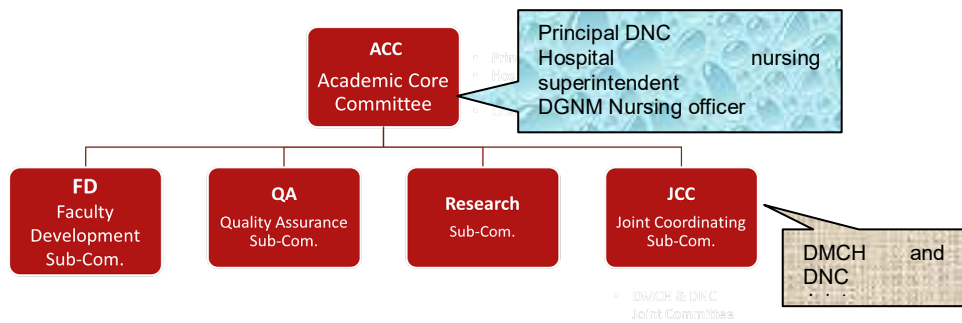 ACC
Academic Core
Committee
Principal DNC
Hospital nursing
superintendent
DGNM Nursing officer
FD
Faculty
Development
Sub-Com.
QA
Quality Assurance
Sub-Com.
Research
Sub-Com.
JCC
Joint Coordinating
Sub-Com.
DMCH and
DNC
• DMCH & DNC
Joint Committee